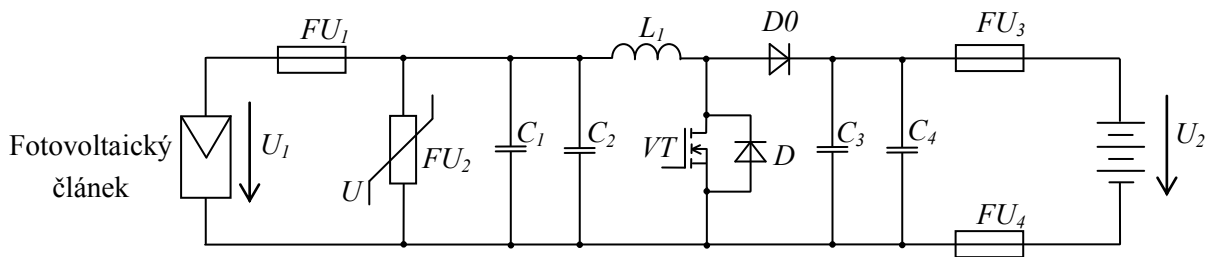 FU₁
L₁
D0
FU₃
Fotovoltaický
článek
U₁
U
FU₂
C₁
C₂
VT
D
C₃
C₄
U₂
FU₄